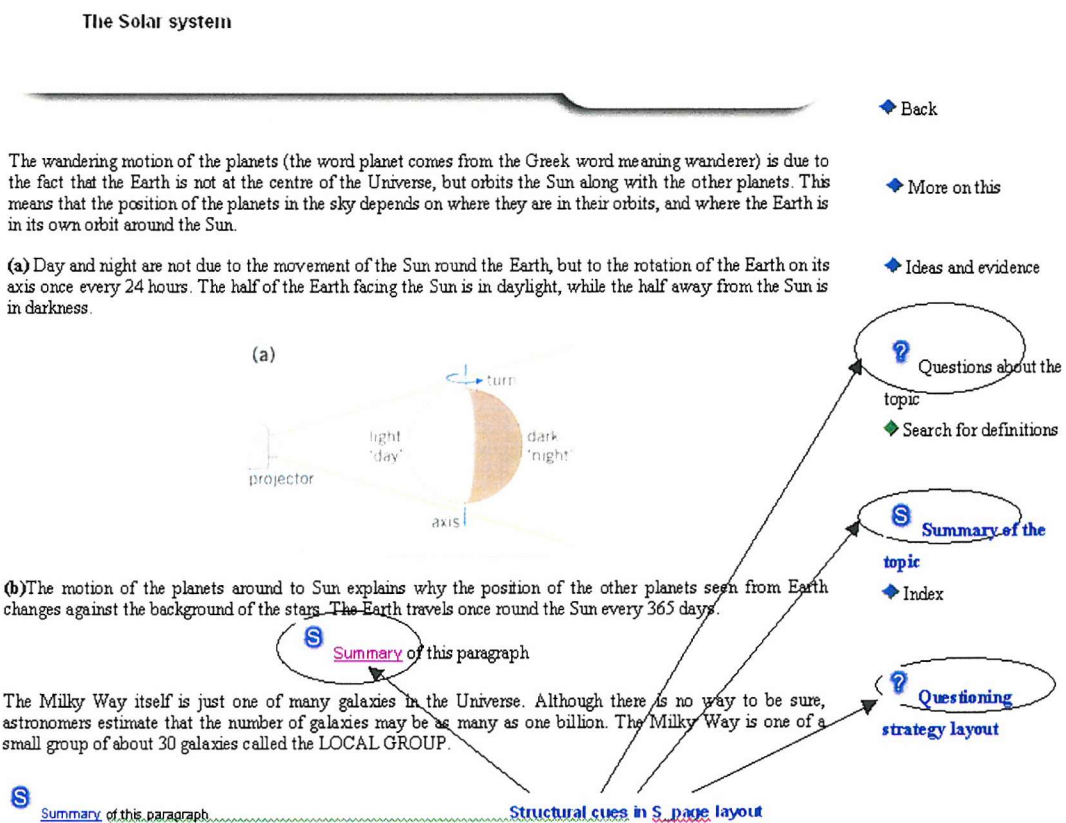 The Solar system
Back
The wandering motion of the planets (the word planet comes from the Greek word meaning wanderer) is due to
the fact that the Earth is not at the centre of the Universe, but orbits the Sun along with the other planets. This
means that the position of the planets in the sky depends on where they are in their orbits, and where the Earth is
in its own orbit around the Sun.
More on this
(a) Day and night are not due to the movement of the Sun round the Earth, but to the rotation of the Earth on its
axis once every 24 hours. The half of the Earth facing the Sun is in daylight, while the half away from the Sun is
in darkness.
Ideas and evidence
(a)
turn
light
'day'
dark
'night'
projector
axis
? Questions about the
topic
Search for definitions
S Summary of the
topic
Index
(b)The motion of the planets around to Sun explains why the position of the other planets seen from Earth
changes against the background of the stars. The Earth travels once round the Sun every 365 days.
S Summary of this paragraph
? Questioning
strategy layout
The Milky Way itself is just one of many galaxies in the Universe. Although there is no way to be sure,
astronomers estimate that the number of galaxies may be as many as one billion. The Milky Way is one of a
small group of about 30 galaxies called the LOCAL GROUP.
S Summary of this paragraph
Structural cues in S_page layout